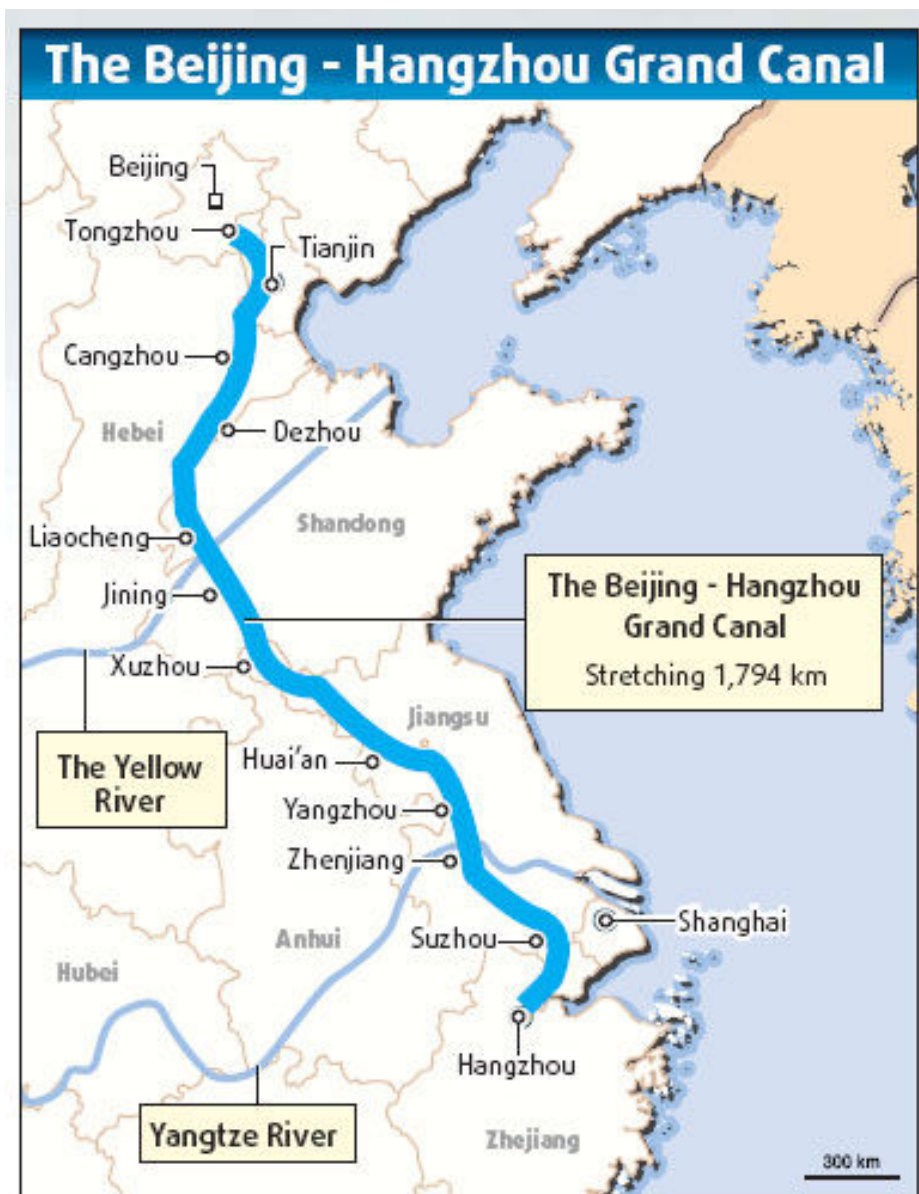 The Beijing - Hangzhou Grand Canal
Beijing
Tongzhou
Tianjin
Cangzhou
Hebei
Dezhou
Shandong
Liaocheng
The Beijing - Hangzhou
Grand Canal
Stretching 1,794 km
Jining
Xuzhou
Jiangsu
The Yellow
River
Huai'an
Yangzhou
Zhenjiang
Shanghai
Suzhou
Anhui
Hubei
Hangzhou
Yangtze River
Zhejiang
300 km